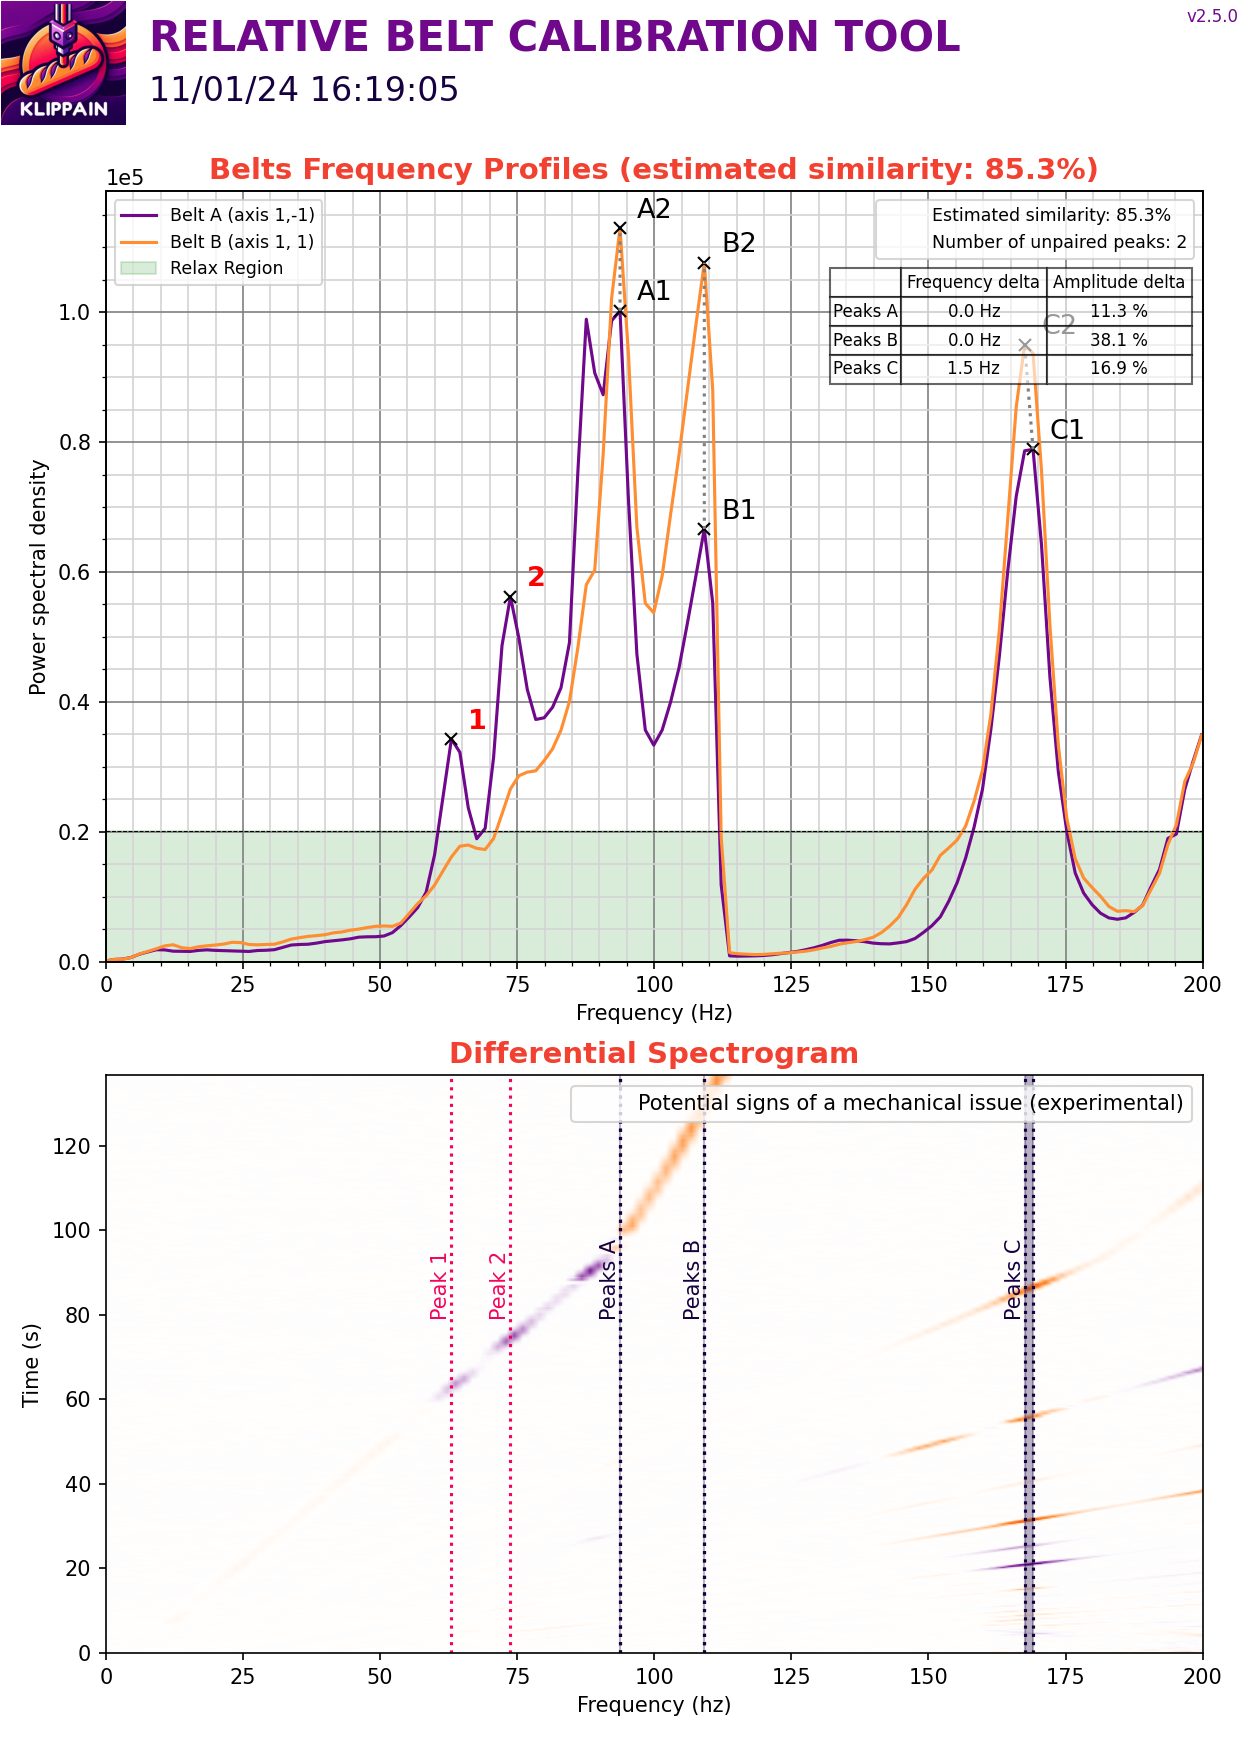 v2.5.0
RELATIVE BELT CALIBRATION TOOL
11/01/24 16:19:05
KLIPPAIN
Belts Frequency Profiles (estimated similarity: 85.3%)
1e5
Belt A (axis 1,-1)
Belt B (axis 1, 1)
Relax Region
Estimated similarity: 85.3%
Number of unpaired peaks: 2
Frequency delta Amplitude delta
Peaks A 0.0 Hz 11.3 %
Peaks B 0.0 Hz 38.1 %
Peaks C 1.5 Hz 16.9 %
A2
B2
A1
C2
C1
B1
2
1
Power spectral density
1.0
0.8
0.6
0.4
0.2
0.0
0 25 50 75 100 125 150 175 200
Frequency (Hz)
Differential Spectrogram
Potential signs of a mechanical issue (experimental)
Peak 1
Peak 2
Peaks A
Peaks B
Peaks C
Time (s)
120
100
80
60
40
20
0
0 25 50 75 100 125 150 175 200
Frequency (hz)